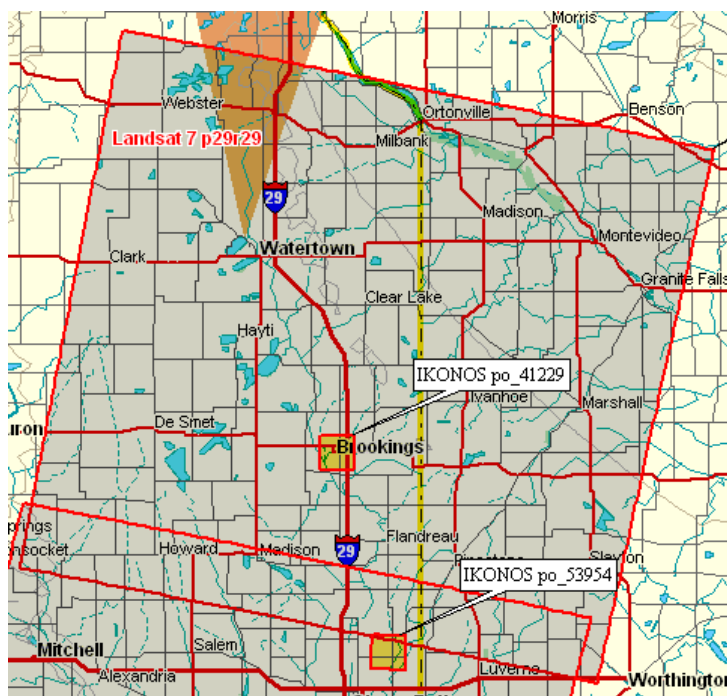 Morris
Webster
Ortonville
Benson
Landsat 7 p29r29
Milbank
29
Madison
Watertown
Montevideo
Clark
Granite Falls
Clear Lake
Hayti
IKONOS po_41229
Ivanhoe
Marshall
De Smet
uron
Brookings
prings
Flandreau
onsocket
Howard
Madison
29
Slayton
IKONOS po_53954
Mitchell
Salem
Luverne
Alexandria
Worthington